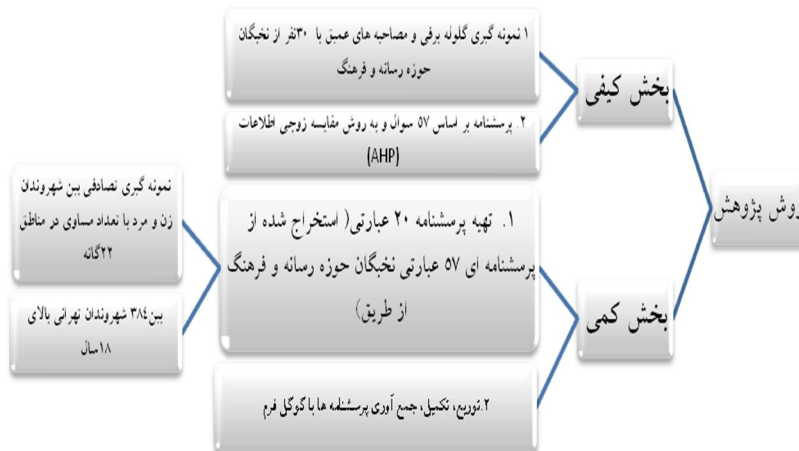 روش پژوهش
بخش کیفی
۱ نمونه گیری گلوله برفی و مصاحبه های عمیق با ۳۰نفر از نخبگان
حوزه رسانه و فرهنگ
۲. پرسشنامه بر اساس ۵۷ سوال و به روش مقایسه زوجی اطلاعات
(AHP)
بخش کمی
۱. تهیه پرسشنامه ۲۰ عبارتی( استخراج شده از
پرسشنامه ای ۵۷ عبارتی نخبگان حوزه رسانه و فرهنگ
از طریق)
نمونه گیری تصادفی بین شهروندان
زن و مرد با تعداد مساوی در مناطق
۲۲گانه
بین۳۸٤ شهروندان تهرانی بالای
۱۸سال
۲.توزیع، تکمیل، جمع آوری پرسشنامه ها با گوگل فرم